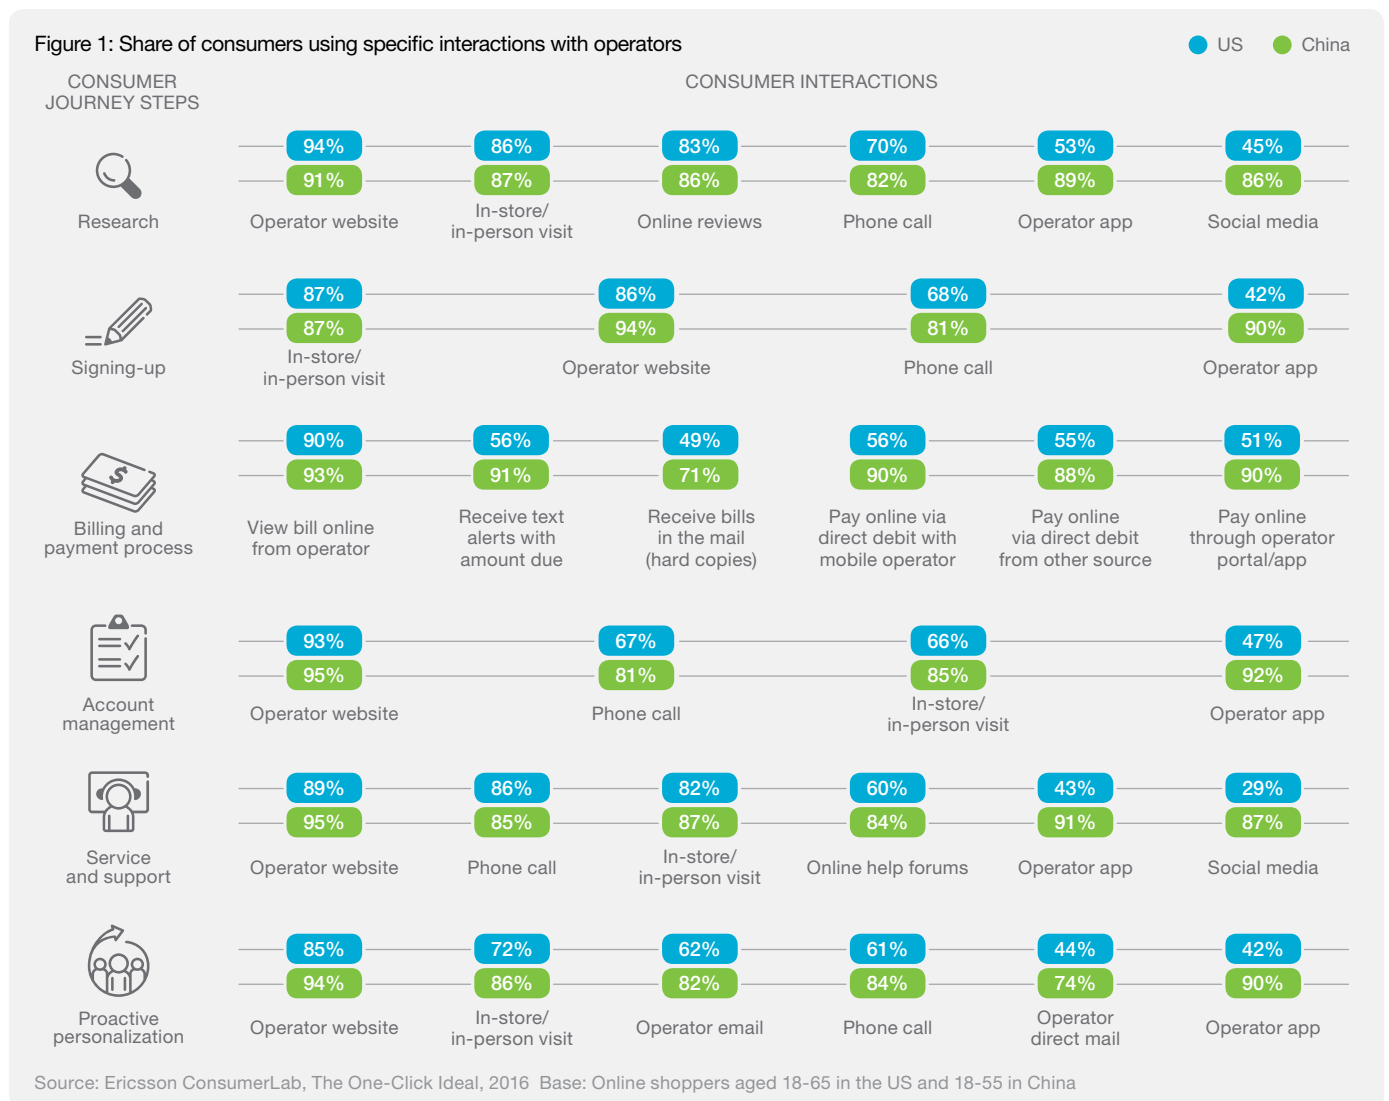 Figure 1: Share of consumers using specific interactions with operators
US China
CONSUMER
JOURNEY STEPS
CONSUMER INTERACTIONS
Research
94% 86% 83% 70% 53% 45%
91% 87% 86% 82% 89% 86%
Operator website
In-store/
in-person visit
Online reviews
Phone call
Operator app
Social media
Signing-up
87% 86% 68% 42%
87% 94% 81% 90%
In-store/
in-person visit
Operator website
Phone call
Operator app
Billing and
payment process
90% 56% 49% 56% 55% 51%
93% 91% 71% 90% 88% 90%
View bill online
from operator
Receive text
alerts with
amount due
Receive bills
in the mail
(hard copies)
Pay online via
direct debit with
mobile operator
Pay online
via direct debit
from other source
Pay online
through operator
portal/app
Account
management
93% 67% 66% 47%
95% 81% 85% 92%
Operator website
Phone call
In-store/
in-person visit
Operator app
Service
and support
89% 86% 82% 60% 43% 29%
95% 85% 87% 84% 91% 87%
Operator website
Phone call
In-store/
in-person visit
Online help forums
Operator app
Social media
Proactive
personalization
85% 72% 62% 61% 44% 42%
94% 86% 82% 84% 74% 90%
Operator website
In-store/
in-person visit
Operator email
Phone call
Operator
direct mail
Operator app
$
Source: Ericsson ConsumerLab, The One-Click Ideal, 2016 Base: Online shoppers aged 18-65 in the US and 18-55 in China